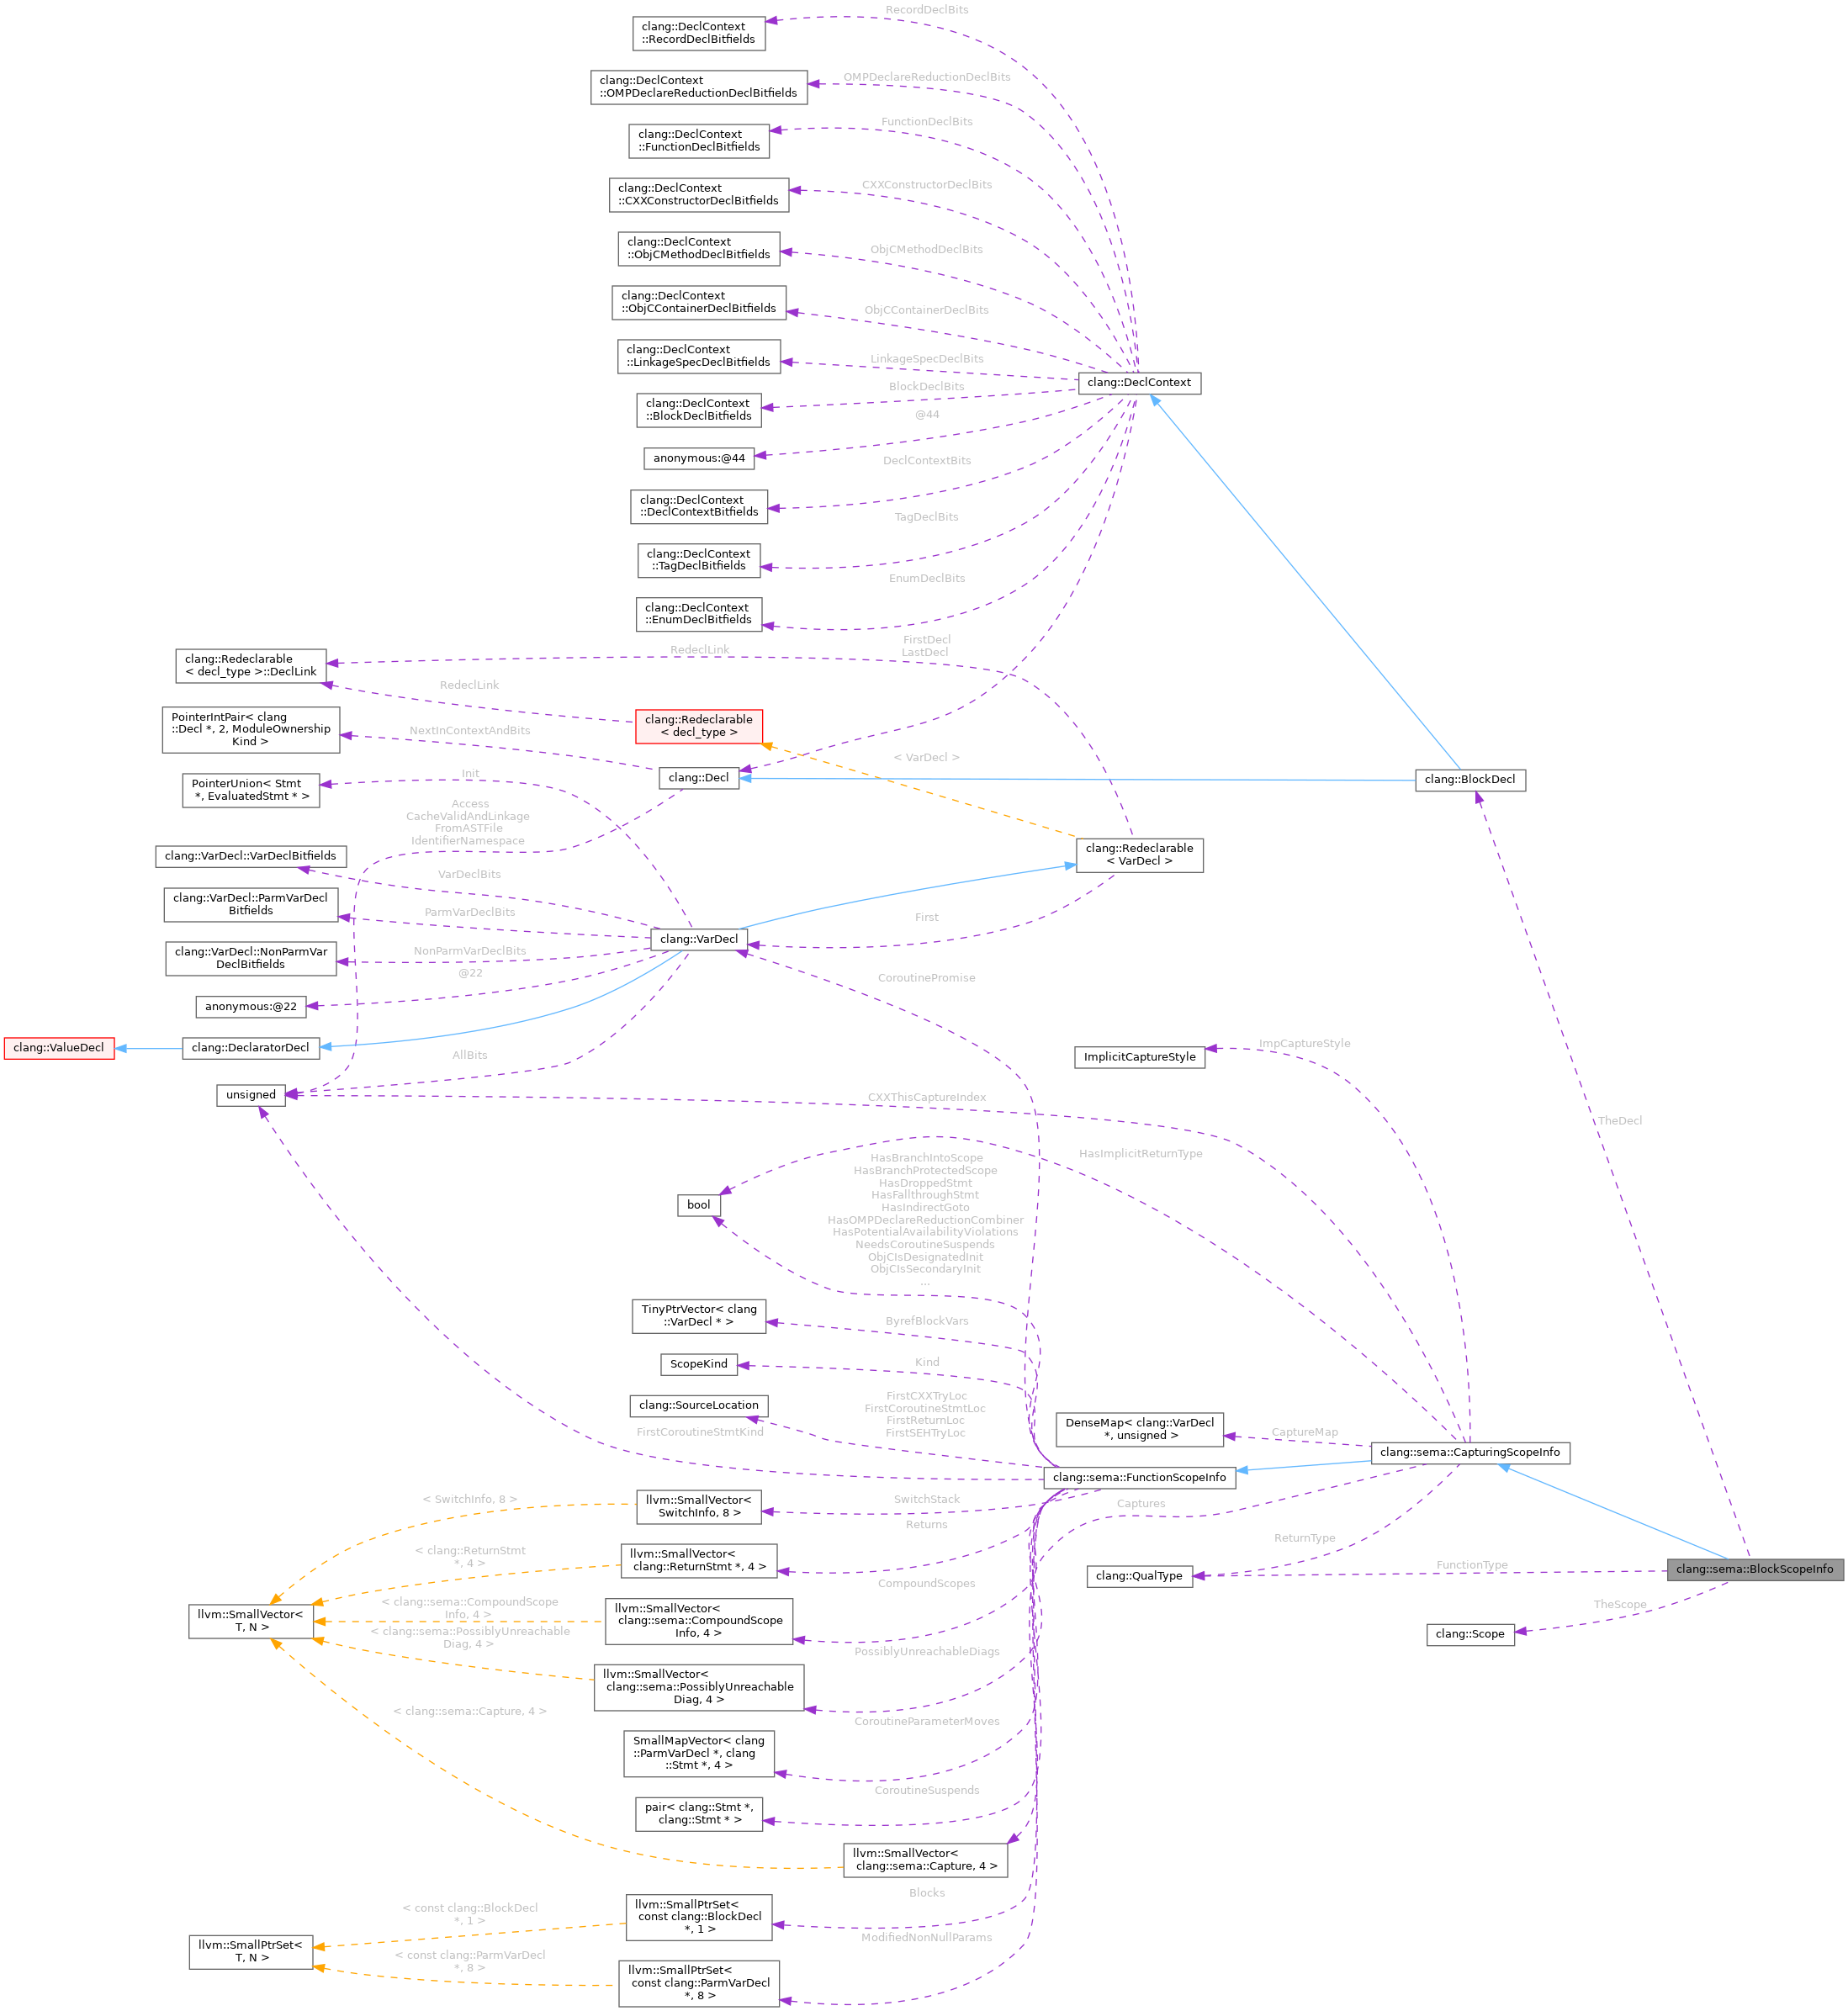 RecordDeclBits
clang::DeclContext
::RecordDeclBitfields
OMPDeclareReductionDeclBits
clang::DeclContext
::OMPDeclareReductionDeclBitfields
FunctionDeclBits
clang::DeclContext
::FunctionDeclBitfields
CXXConstructorDeclBits
clang::DeclContext
::CXXConstructorDeclBitfields
ObjCMethodDeclBits
clang::DeclContext
::ObjCMethodDeclBitfields
ObjCContainerDeclBits
clang::DeclContext
::ObjCContainerDeclBitfields
LinkageSpecDeclBits
clang::DeclContext
::LinkageSpecDeclBitfields
clang::DeclContext
BlockDeclBits
clang::DeclContext
::BlockDeclBitfields
@44
anonymous:@44
DeclContextBits
clang::DeclContext
::DeclContextBitfields
TagDeclBits
clang::DeclContext
::TagDeclBitfields
EnumDeclBits
clang::DeclContext
::EnumDeclBitfields
FirstDecl
LastDecl
RedeclLink
clang::Redeclarable
< decl_type >::DeclLink
RedeclLink
clang::Redeclarable
< decl_type >
PointerIntPair< clang
::Decl *, 2, ModuleOwnership
Kind >
NextInContextAndBits
< VarDecl >
clang::Decl
clang::BlockDecl
PointerUnion< Stmt
*, EvaluatedStmt * >
Init
Access
CacheValidAndLinkage
FromASTFile
IdentifierNamespace
clang::Redeclarable
< VarDecl >
clang::VarDecl::VarDeclBitfields
VarDeclBits
clang::VarDecl::ParmVarDecl
Bitfields
ParmVarDeclBits
First
clang::VarDecl
clang::VarDecl::NonParmVar
DeclBitfields
NonParmVarDeclBits
@22
CoroutinePromise
anonymous:@22
clang::ValueDecl
clang::DeclaratorDecl
AllBits
ImplicitCaptureStyle
ImpCaptureStyle
unsigned
CXXThisCaptureIndex
TheDecl
HasImplicitReturnType
HasBranchIntoScope
HasBranchProtectedScope
HasDroppedStmt
HasFallthroughStmt
HasIndirectGoto
HasOMPDeclareReductionCombiner
HasPotentialAvailabilityViolations
NeedsCoroutineSuspends
ObjCIsDesignatedInit
ObjCIsSecondaryInit
...
bool
TinyPtrVector< clang
::VarDecl * >
ByrefBlockVars
ScopeKind
Kind
clang::SourceLocation
FirstCXXTryLoc
FirstCoroutineStmtLoc
FirstReturnLoc
FirstSEHTryLoc
FirstCoroutineStmtKind
DenseMap< clang::VarDecl
*, unsigned >
CaptureMap
clang::sema::CapturingScopeInfo
clang::sema::FunctionScopeInfo
< SwitchInfo, 8 >
llvm::SmallVector<
SwitchInfo, 8 >
SwitchStack
Captures
Returns
ReturnType
< clang::ReturnStmt
*, 4 >
llvm::SmallVector<
clang::ReturnStmt *, 4 >
FunctionType
clang::QualType
clang::sema::BlockScopeInfo
CompoundScopes
< clang::sema::CompoundScope
Info, 4 >
llvm::SmallVector<
clang::sema::CompoundScope
Info, 4 >
TheScope
clang::Scope
llvm::SmallVector<
T, N >
< clang::sema::PossiblyUnreachable
Diag, 4 >
PossiblyUnreachableDiags
llvm::SmallVector<
clang::sema::PossiblyUnreachable
Diag, 4 >
< clang::sema::Capture, 4 >
CoroutineParameterMoves
SmallMapVector< clang
::ParmVarDecl *, clang
::Stmt *, 4 >
CoroutineSuspends
pair< clang::Stmt *,
clang::Stmt * >
llvm::SmallVector<
clang::sema::Capture, 4 >
Blocks
< const clang::BlockDecl
*, 1 >
llvm::SmallPtrSet<
const clang::BlockDecl
*, 1 >
ModifiedNonNullParams
llvm::SmallPtrSet<
T, N >
< const clang::ParmVarDecl
*, 8 >
llvm::SmallPtrSet<
const clang::ParmVarDecl
*, 8 >